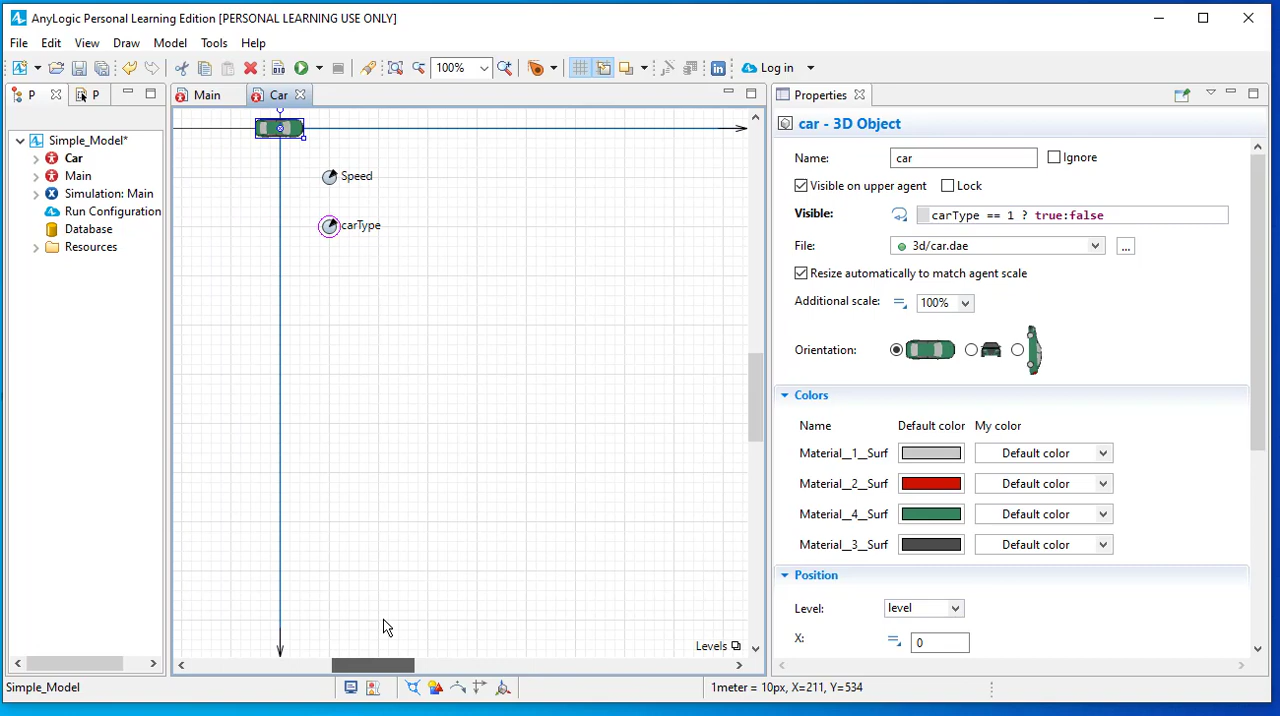 AnyLogic Personal Learning Edition [PERSONAL LEARNING USE ONLY]
File Edit View Draw Model Tools Help
100% Log in
P P
Main Car
Properties
Simple_Model*
Car
Main
Simulation: Main
Run Configuration
Database
Resources
Speed
carType
Levels
car - 3D Object
Name: car Ignore
Visible on upper agent Lock
Visible: carType == 1 ? true:false
File: 3d/car.dae ...
Resize automatically to match agent scale
Additional scale: 100%
Orientation:
Colors
Name Default color My color
Material__1__Surf Default color
Material__2__Surf Default color
Material__4__Surf Default color
Material__3__Surf Default color
Position
Level: level
X: 0
Simple_Model 1meter = 10px, X=211, Y=534